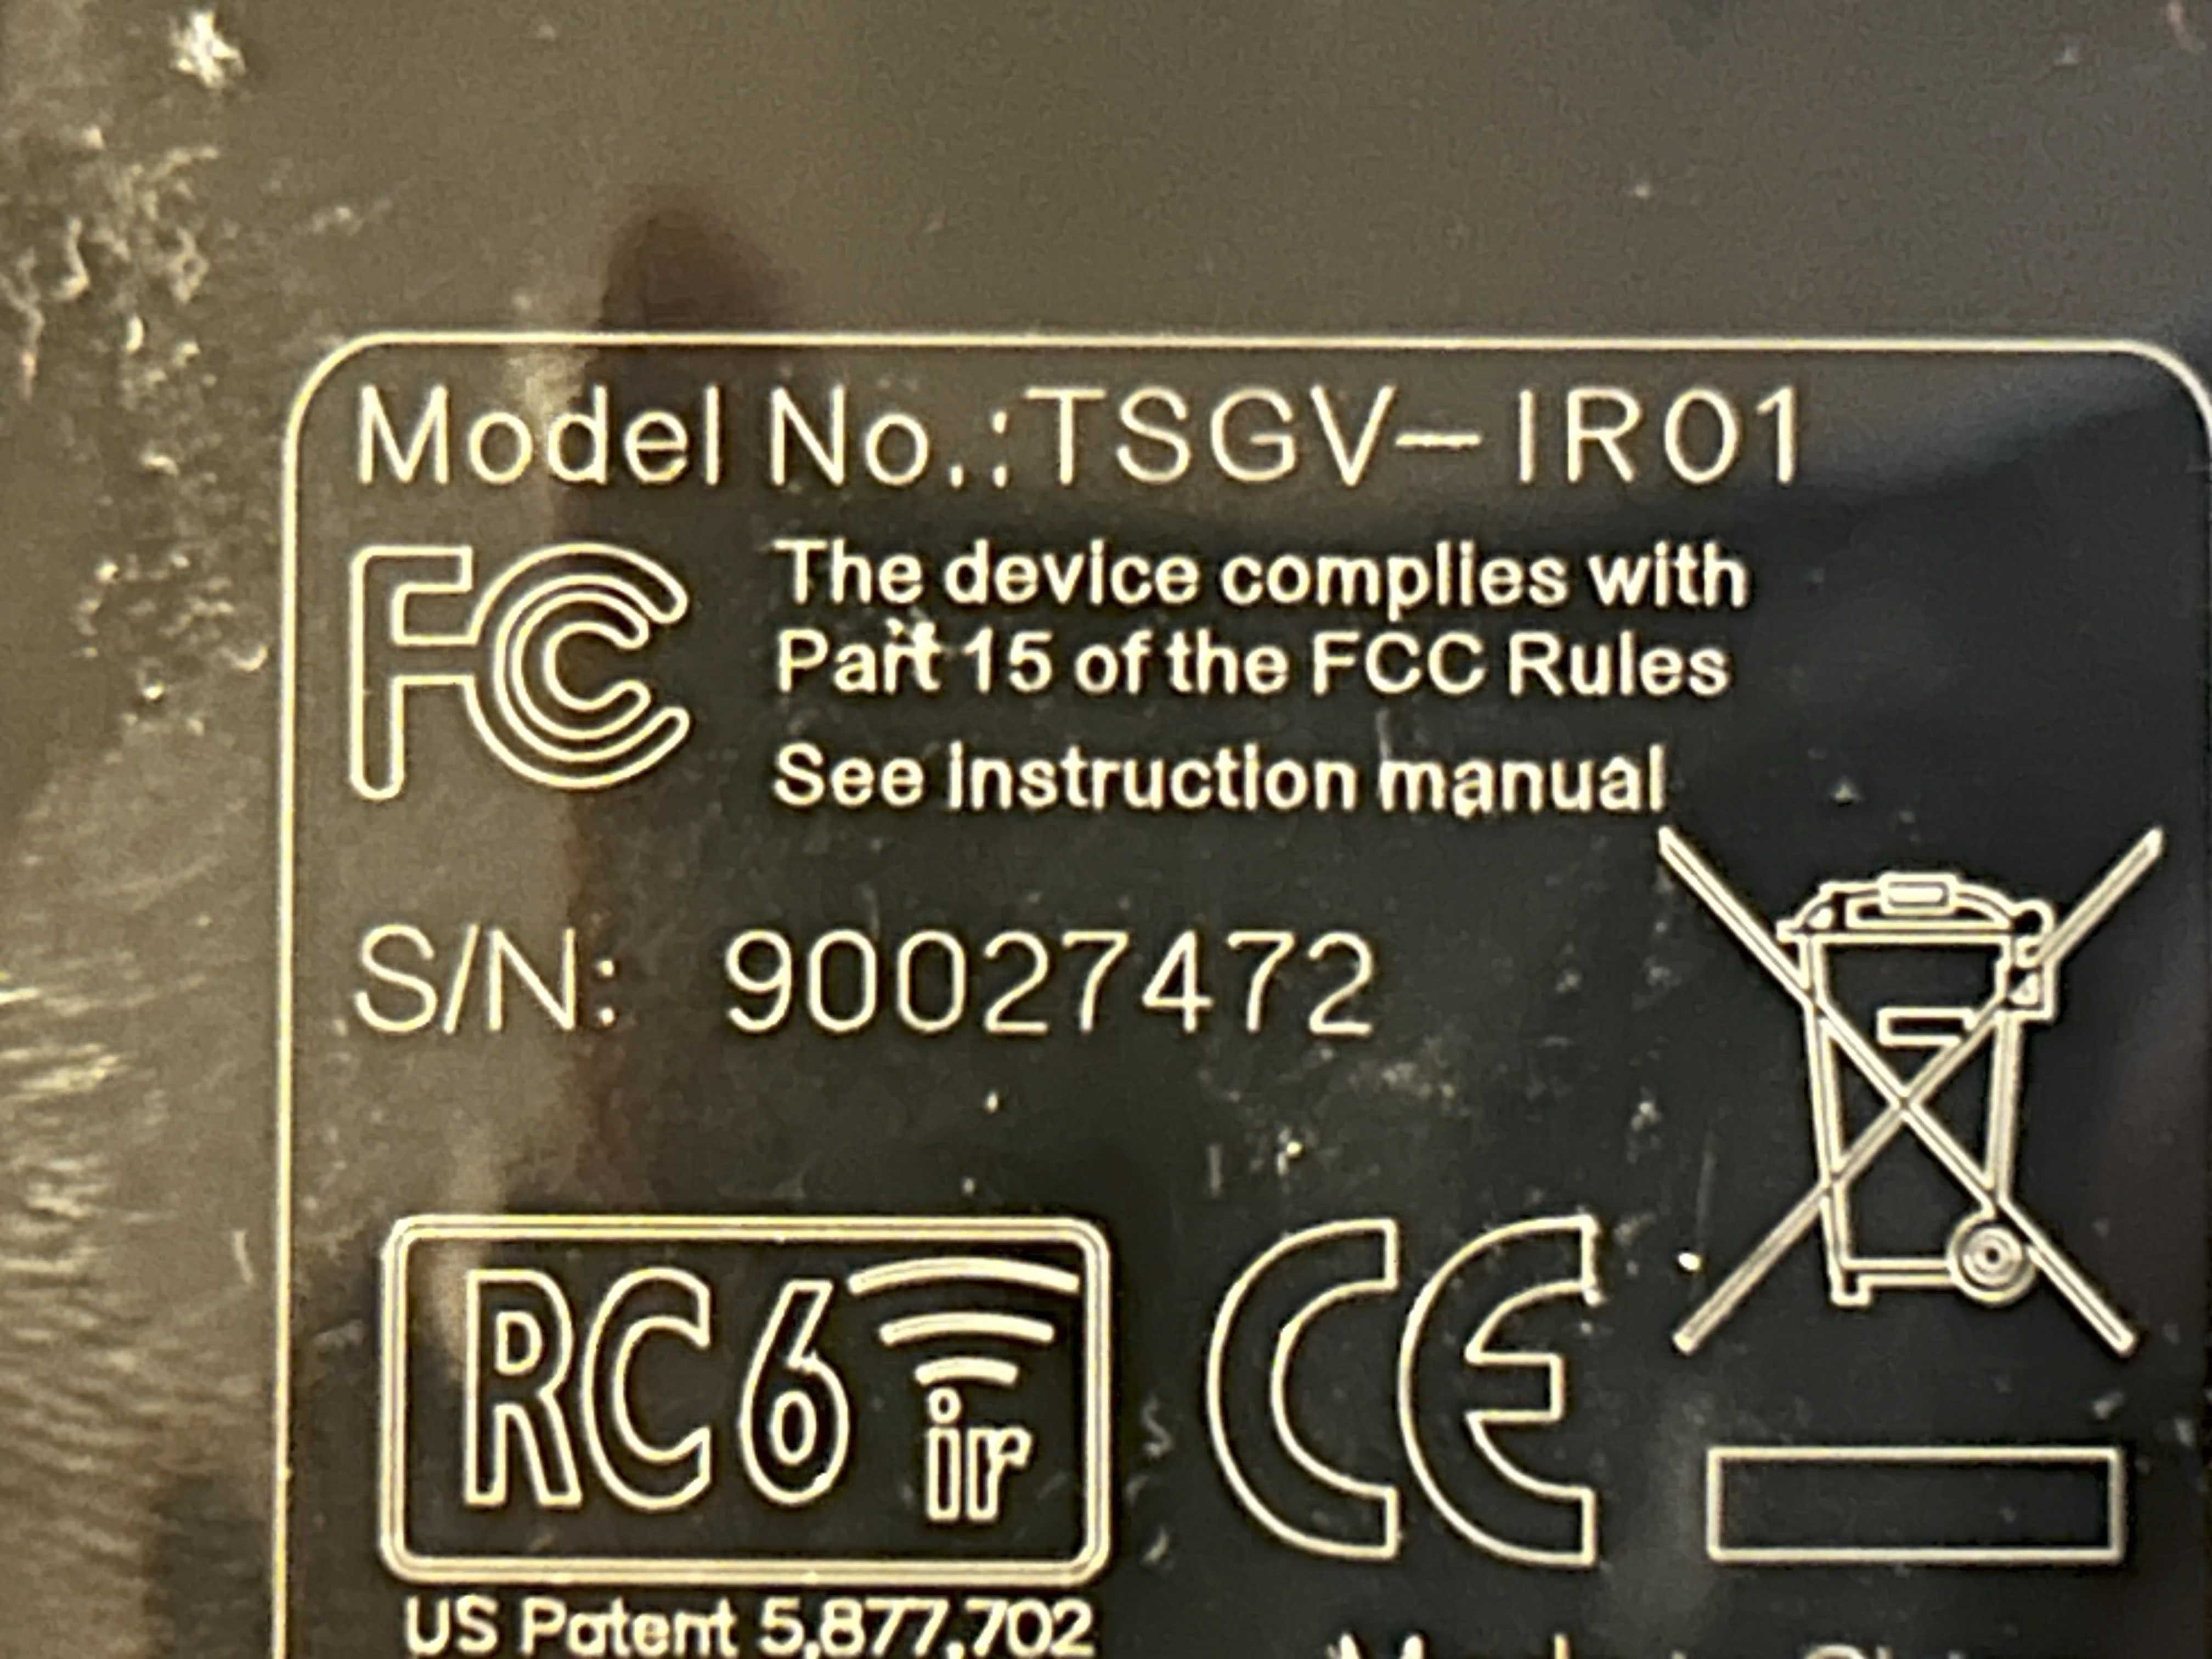 Model No.:TSGV-IR01
FC
The device complies with
Part 15 of the FCC Rules
See instruction manual
S/N: 90027472
RC6
ir
CE
US Patent 5,877,702